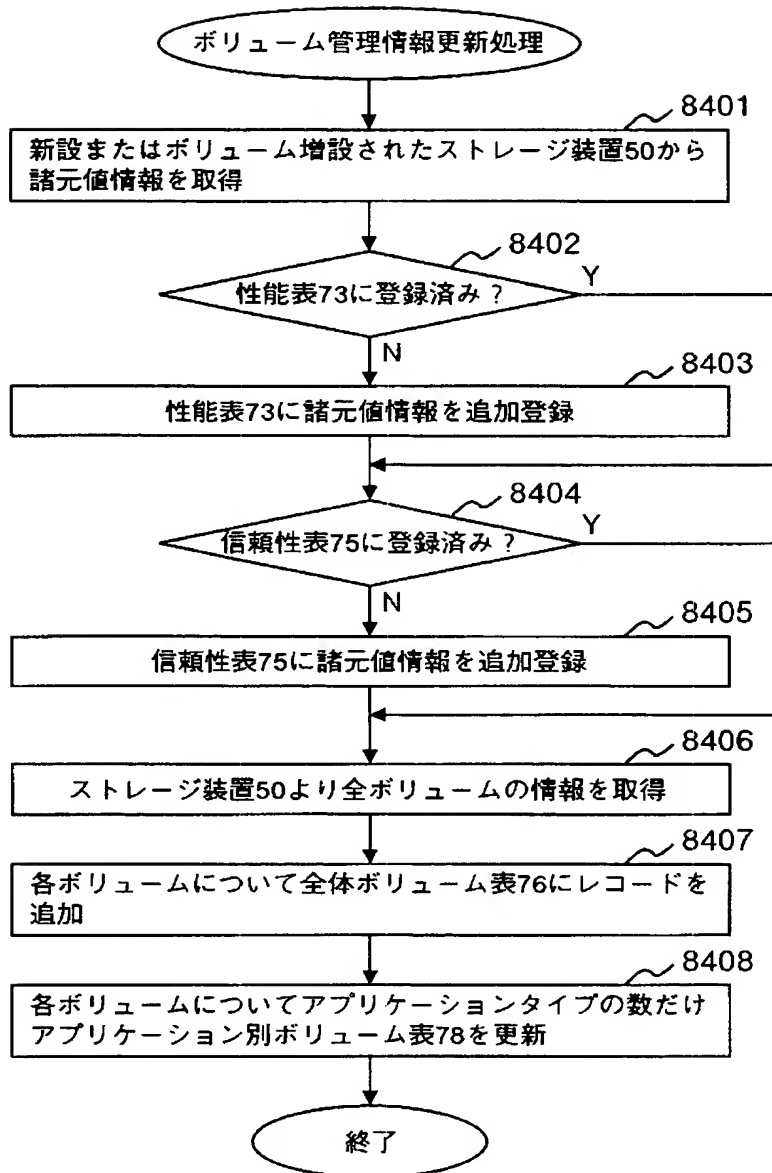 ボリューム管理情報更新処理
8401
新設またはボリューム増設されたストレージ装置50から
諸元値情報を取得
8402
性能表73に登録済み？
Y
N
8403
性能表73に諸元値情報を追加登録
8404
信頼性表75に登録済み？
Y
N
8405
信頼性表75に諸元値情報を追加登録
8406
ストレージ装置50より全ボリュームの情報を取得
8407
各ボリュームについて全体ボリューム表76にレコードを
追加
8408
各ボリュームについてアプリケーションタイプの数だけ
アプリケーション別ボリューム表78を更新
終了